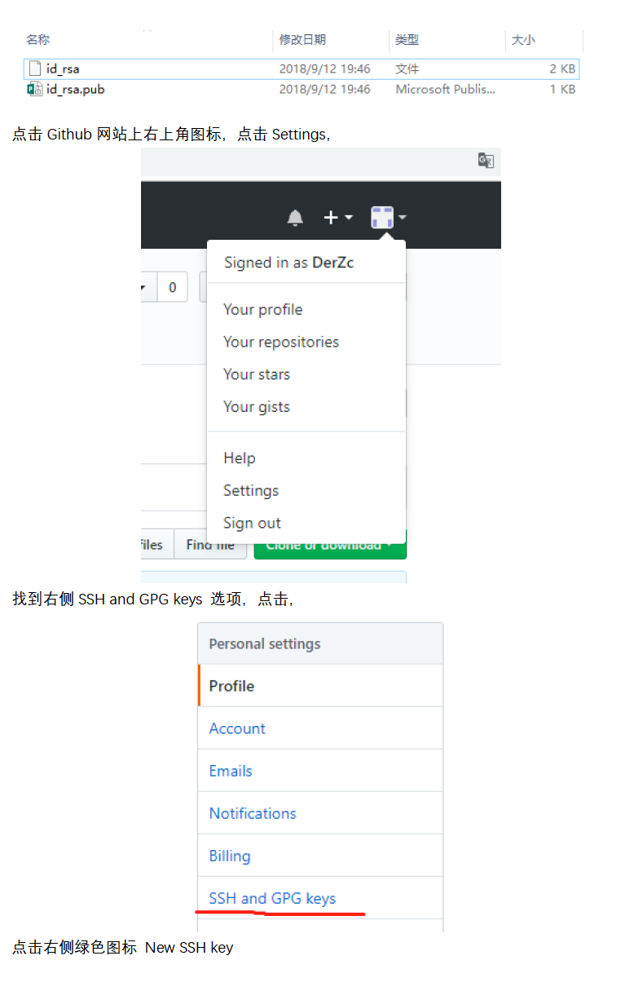 名称 修改日期 类型 大小
id_rsa 2018/9/12 19:46 文件 2 KB
id_rsa.pub 2018/9/12 19:46 Microsoft Publis... 1 KB
点击 Github 网站上右上角图标，点击 Settings,
Signed in as DerZc
0
Your profile
Your repositories
Your stars
Your gists
Help
Settings
Sign out
files Find file Clone or download
找到右侧 SSH and GPG keys 选项，点击,
Personal settings
Profile
Account
Emails
Notifications
Billing
SSH and GPG keys
点击右侧绿色图标 New SSH key